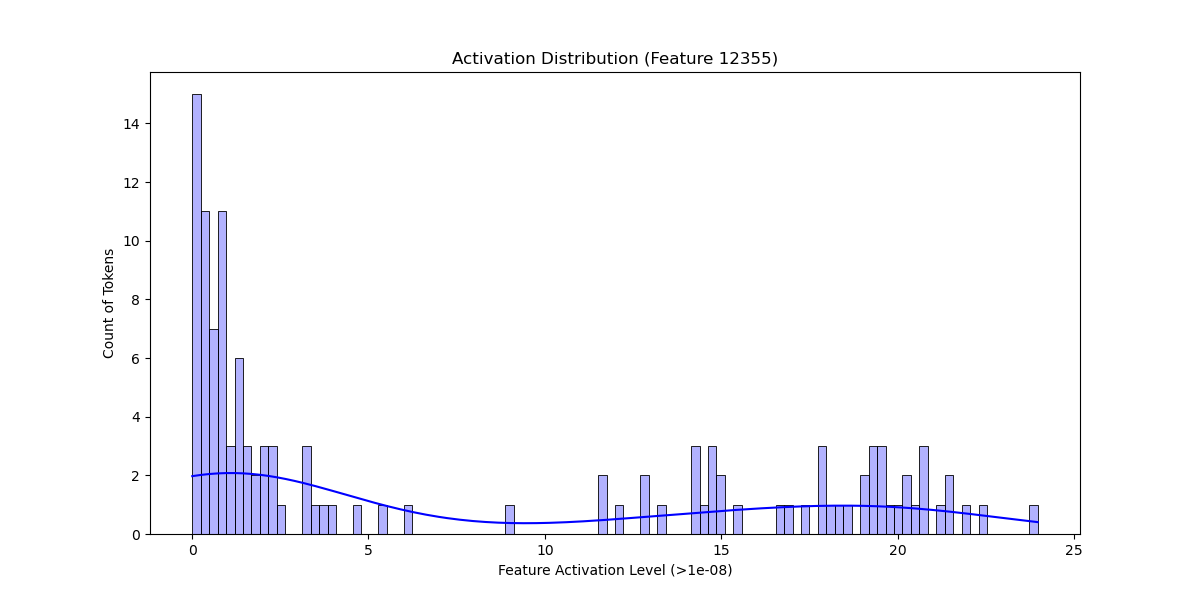 Activation Distribution (Feature 12355)
Count of Tokens
14
12
10
8
6
4
2
0
0 5 10 15 20 25
Feature Activation Level (>1e-08)